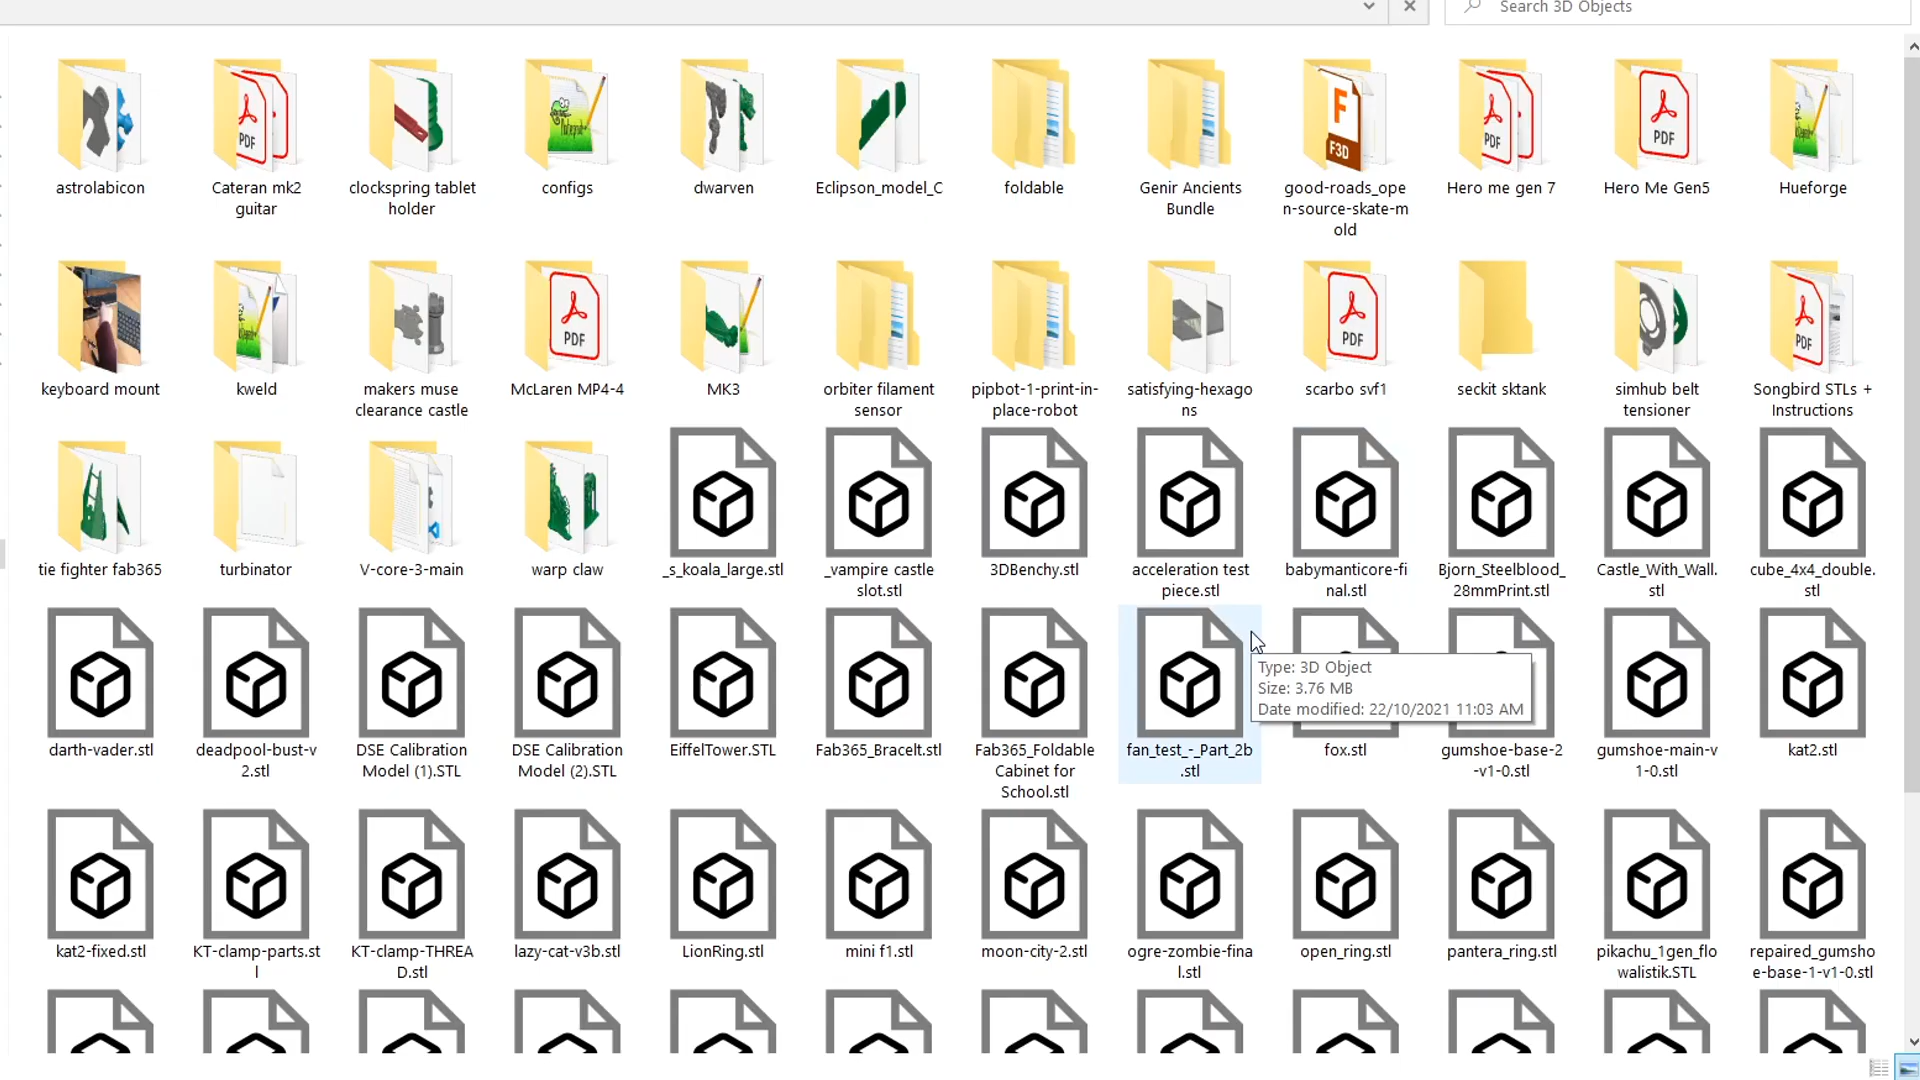 Search 3D Objects
PDF
F3D
PDF
PDF
astrolabicon
Cateran mk2
guitar
clockspring tablet
holder
configs
dwarven
Eclipson_model_C
foldable
Genir Ancients
Bundle
good-roads_ope
n-source-skate-m
old
Hero me gen 7
Hero Me Gen5
Hueforge
PDF
PDF
PDF
keyboard mount
kweld
makers muse
clearance castle
McLaren MP4-4
MK3
orbiter filament
sensor
pipbot-1-print-in-
place-robot
satisfying-hexago
ns
scarbo svf1
seckit sktank
simhub belt
tensioner
Songbird STLs +
Instructions
tie fighter fab365
turbinator
V-core-3-main
warp claw
_s_koala_large.stl
_vampire castle
slot.stl
3DBenchy.stl
acceleration test
piece.stl
babymanticore-fi
nal.stl
Bjorn_Steelblood_
28mmPrint.stl
Castle_With_Wall.
stl
cube_4x4_double.
stl
Type: 3D Object
Size: 3.76 MB
Date modified: 22/10/2021 11:03 AM
darth-vader.stl
deadpool-bust-v
2.stl
DSE Calibration
Model (1).STL
DSE Calibration
Model (2).STL
EiffelTower.STL
Fab365_Bracelt.stl
Fab365_Foldable
Cabinet for
School.stl
fan_test_-_Part_2b
.stl
fox.stl
gumshoe-base-2
-v1-0.stl
gumshoe-main-v
1-0.stl
kat2.stl
kat2-fixed.stl
KT-clamp-parts.st
l
KT-clamp-THREA
D.stl
lazy-cat-v3b.stl
LionRing.stl
mini f1.stl
moon-city-2.stl
ogre-zombie-fina
l.stl
open_ring.stl
pantera_ring.stl
pikachu_1gen_flo
walistik.STL
repaired_gumsho
e-base-1-v1-0.stl